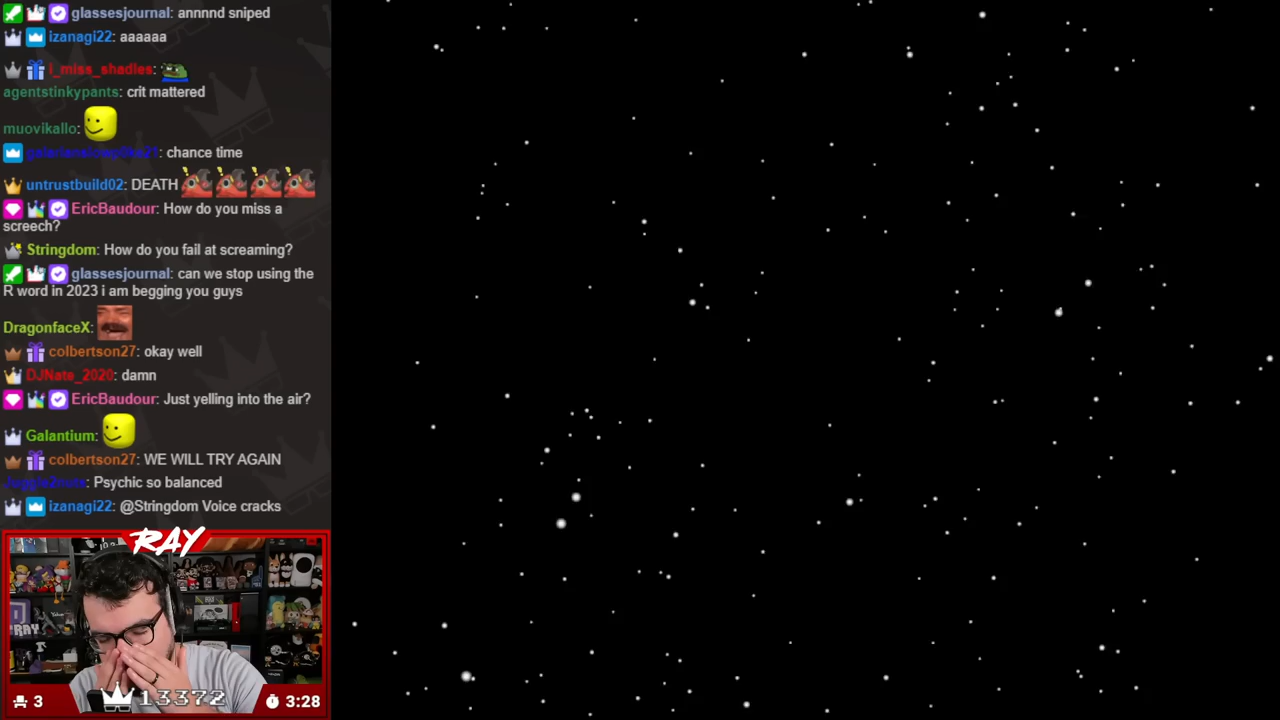 glassesjournal: annnnd sniped
izanagi22: aaaaaa
i_miss_shadles:
agentstinkypants: crit mattered
muovikallo:
chance time
untrustbuild02: DEATH
EricBaudour: How do you miss a
screech?
Stringdom: How do you fail at screaming?
glassesjournal: can we stop using the
R word in 2023 i am begging you guys
DragonfaceX:
colbertson27: okay well
DJNate_2020: damn
EricBaudour: Just yelling into the air?
Galantium:
colbertson27: WE WILL TRY AGAIN
Psychic so balanced
izanagi22: @Stringdom Voice cracks
RAY
3
13372
3:28